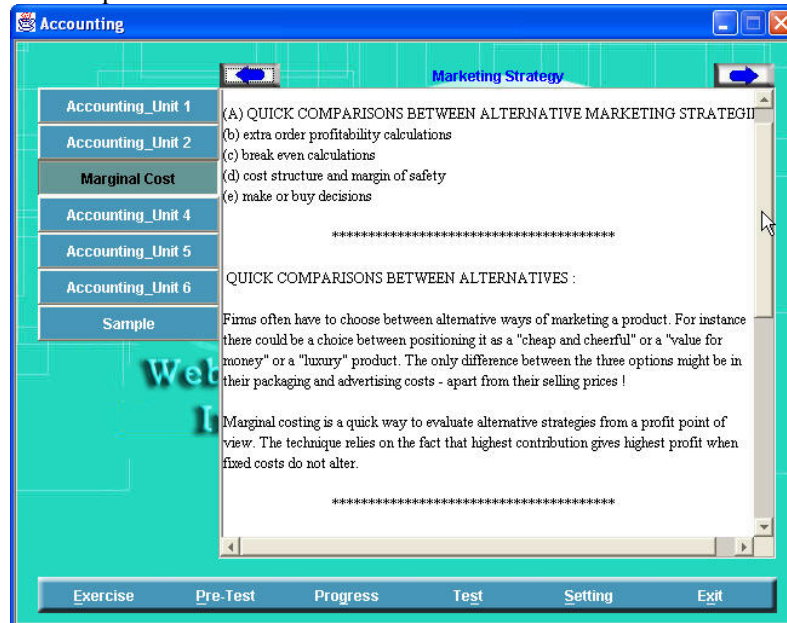 Accounting
Marketing Strategy
Accounting_Unit 1
Accounting_Unit 2
Marginal Cost
Accounting_Unit 4
Accounting_Unit 5
Accounting_Unit 6
Sample
(A) QUICK COMPARISONS BETWEEN ALTERNATIVE MARKETING
(b) extra order profitability calculations
(c) break even calculations
(d) cost structure and margin of safety
(e) make or buy decisions
****************************************
QUICK COMPARISONS BETWEEN ALTERNATIVES :
Firms often have to choose between alternative ways of marketing a product. For instance
there could be a choice between positioning it as a "cheap and cheerful" or a "value for
money" or a "luxury" product. The only difference between the three options might be in
their packaging and advertising costs - apart from their selling prices !
Marginal costing is a quick way to evaluate alternative strategies from a profit point of
view. The technique relies on the fact that highest contribution gives highest profit when
fixed costs do not alter.
****************************************
Web
Exercise Pre-Test Progress Test Setting Exit